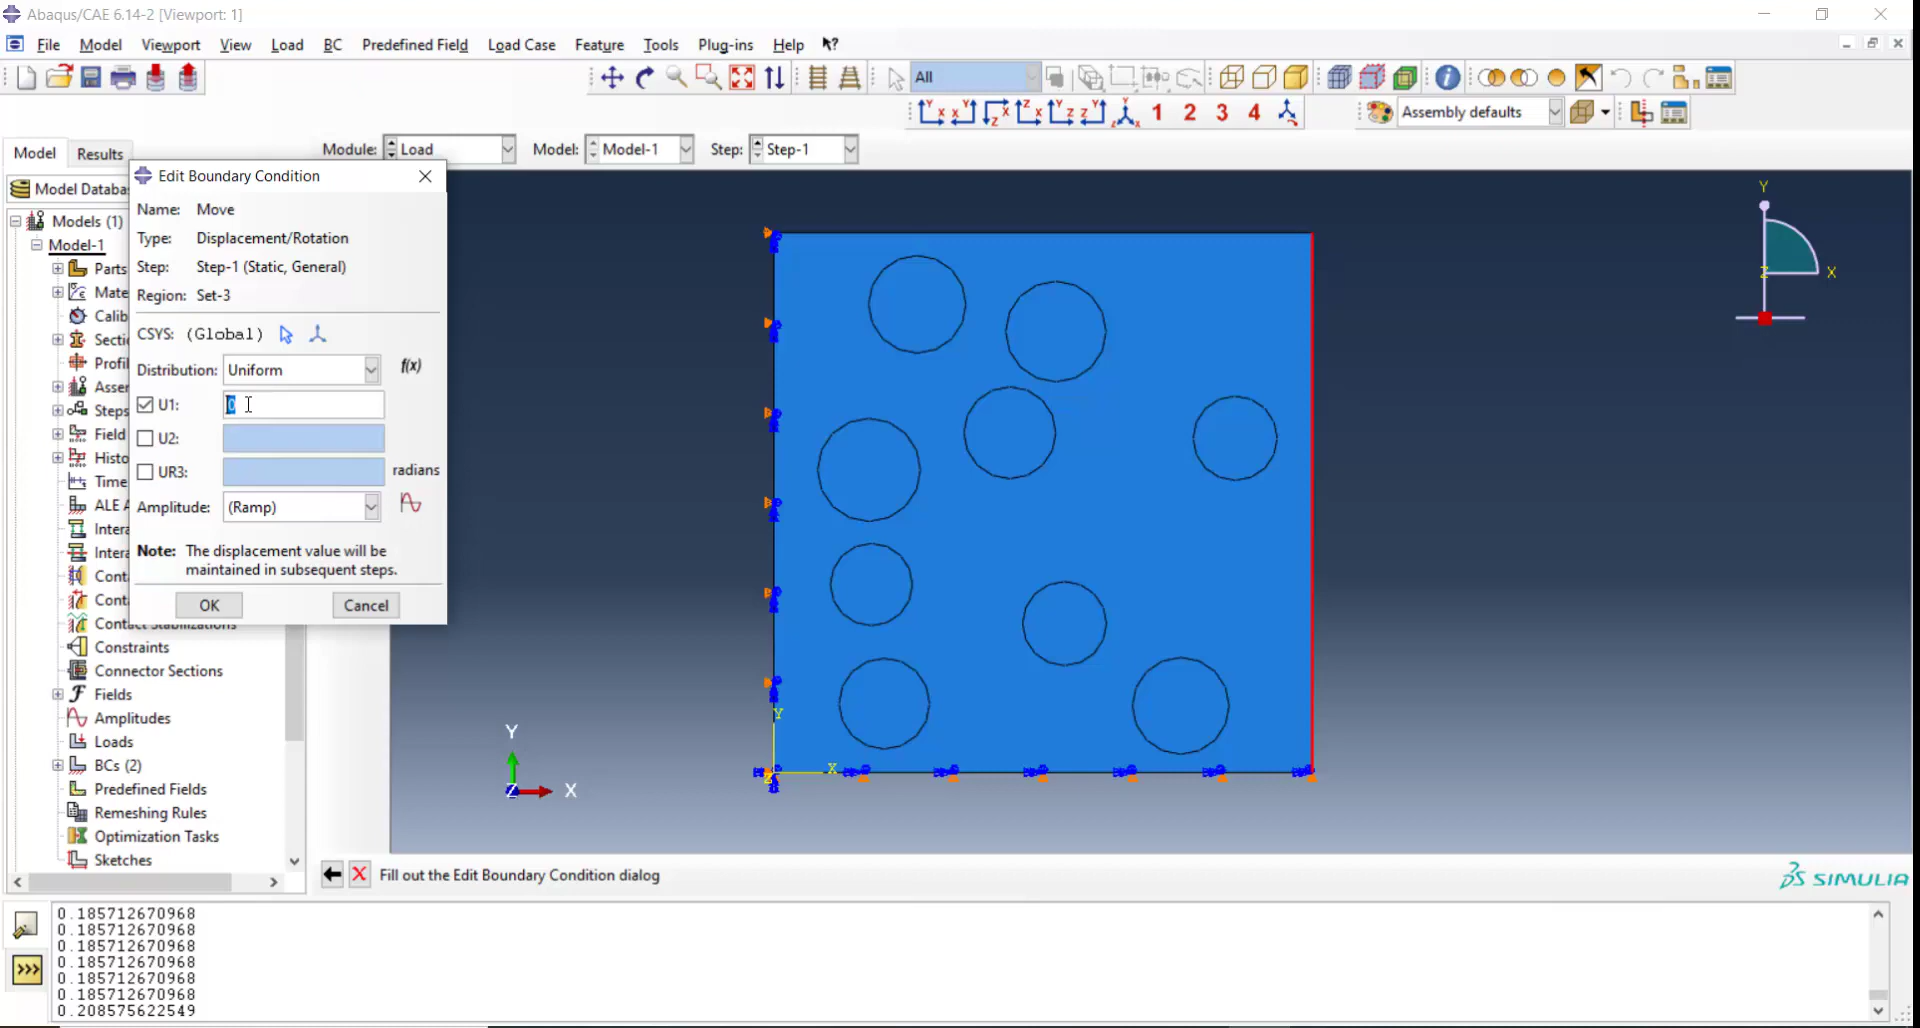 Abaqus/CAE 6.14-2 [Viewport: 1]
File Model Viewport View Load BC Predefined Field Load Case Feature Tools Plug-ins Help ?
All
1 2 3 4
Assembly defaults
Model Results
Module: Load Model: Model-1 Step: Step-1
Model Databa
Models (1)
Model-1
Parts
Mate
Calib
Secti
Profil
Asser
Steps
Field
Histo
Time
ALE A
Intera
Intera
Conta
Conta
Contact Stabilizations
Constraints
Connector Sections
Fields
Amplitudes
Loads
BCs (2)
Predefined Fields
Remeshing Rules
Optimization Tasks
Sketches
Edit Boundary Condition
Name: Move
Type: Displacement/Rotation
Step: Step-1 (Static, General)
Region: Set-3
CSYS: (Global)
Distribution: Uniform f(x)
U1: 0
U2:
UR3: radians
Amplitude: (Ramp)
Note: The displacement value will be
maintained in subsequent steps.
OK Cancel
Y
Z X
Y
X
Z
Y
Z X
Fill out the Edit Boundary Condition dialog
SIMULIA
0.185712670968
0.185712670968
0.185712670968
0.185712670968
0.185712670968
0.185712670968
0.208575622549
>>>